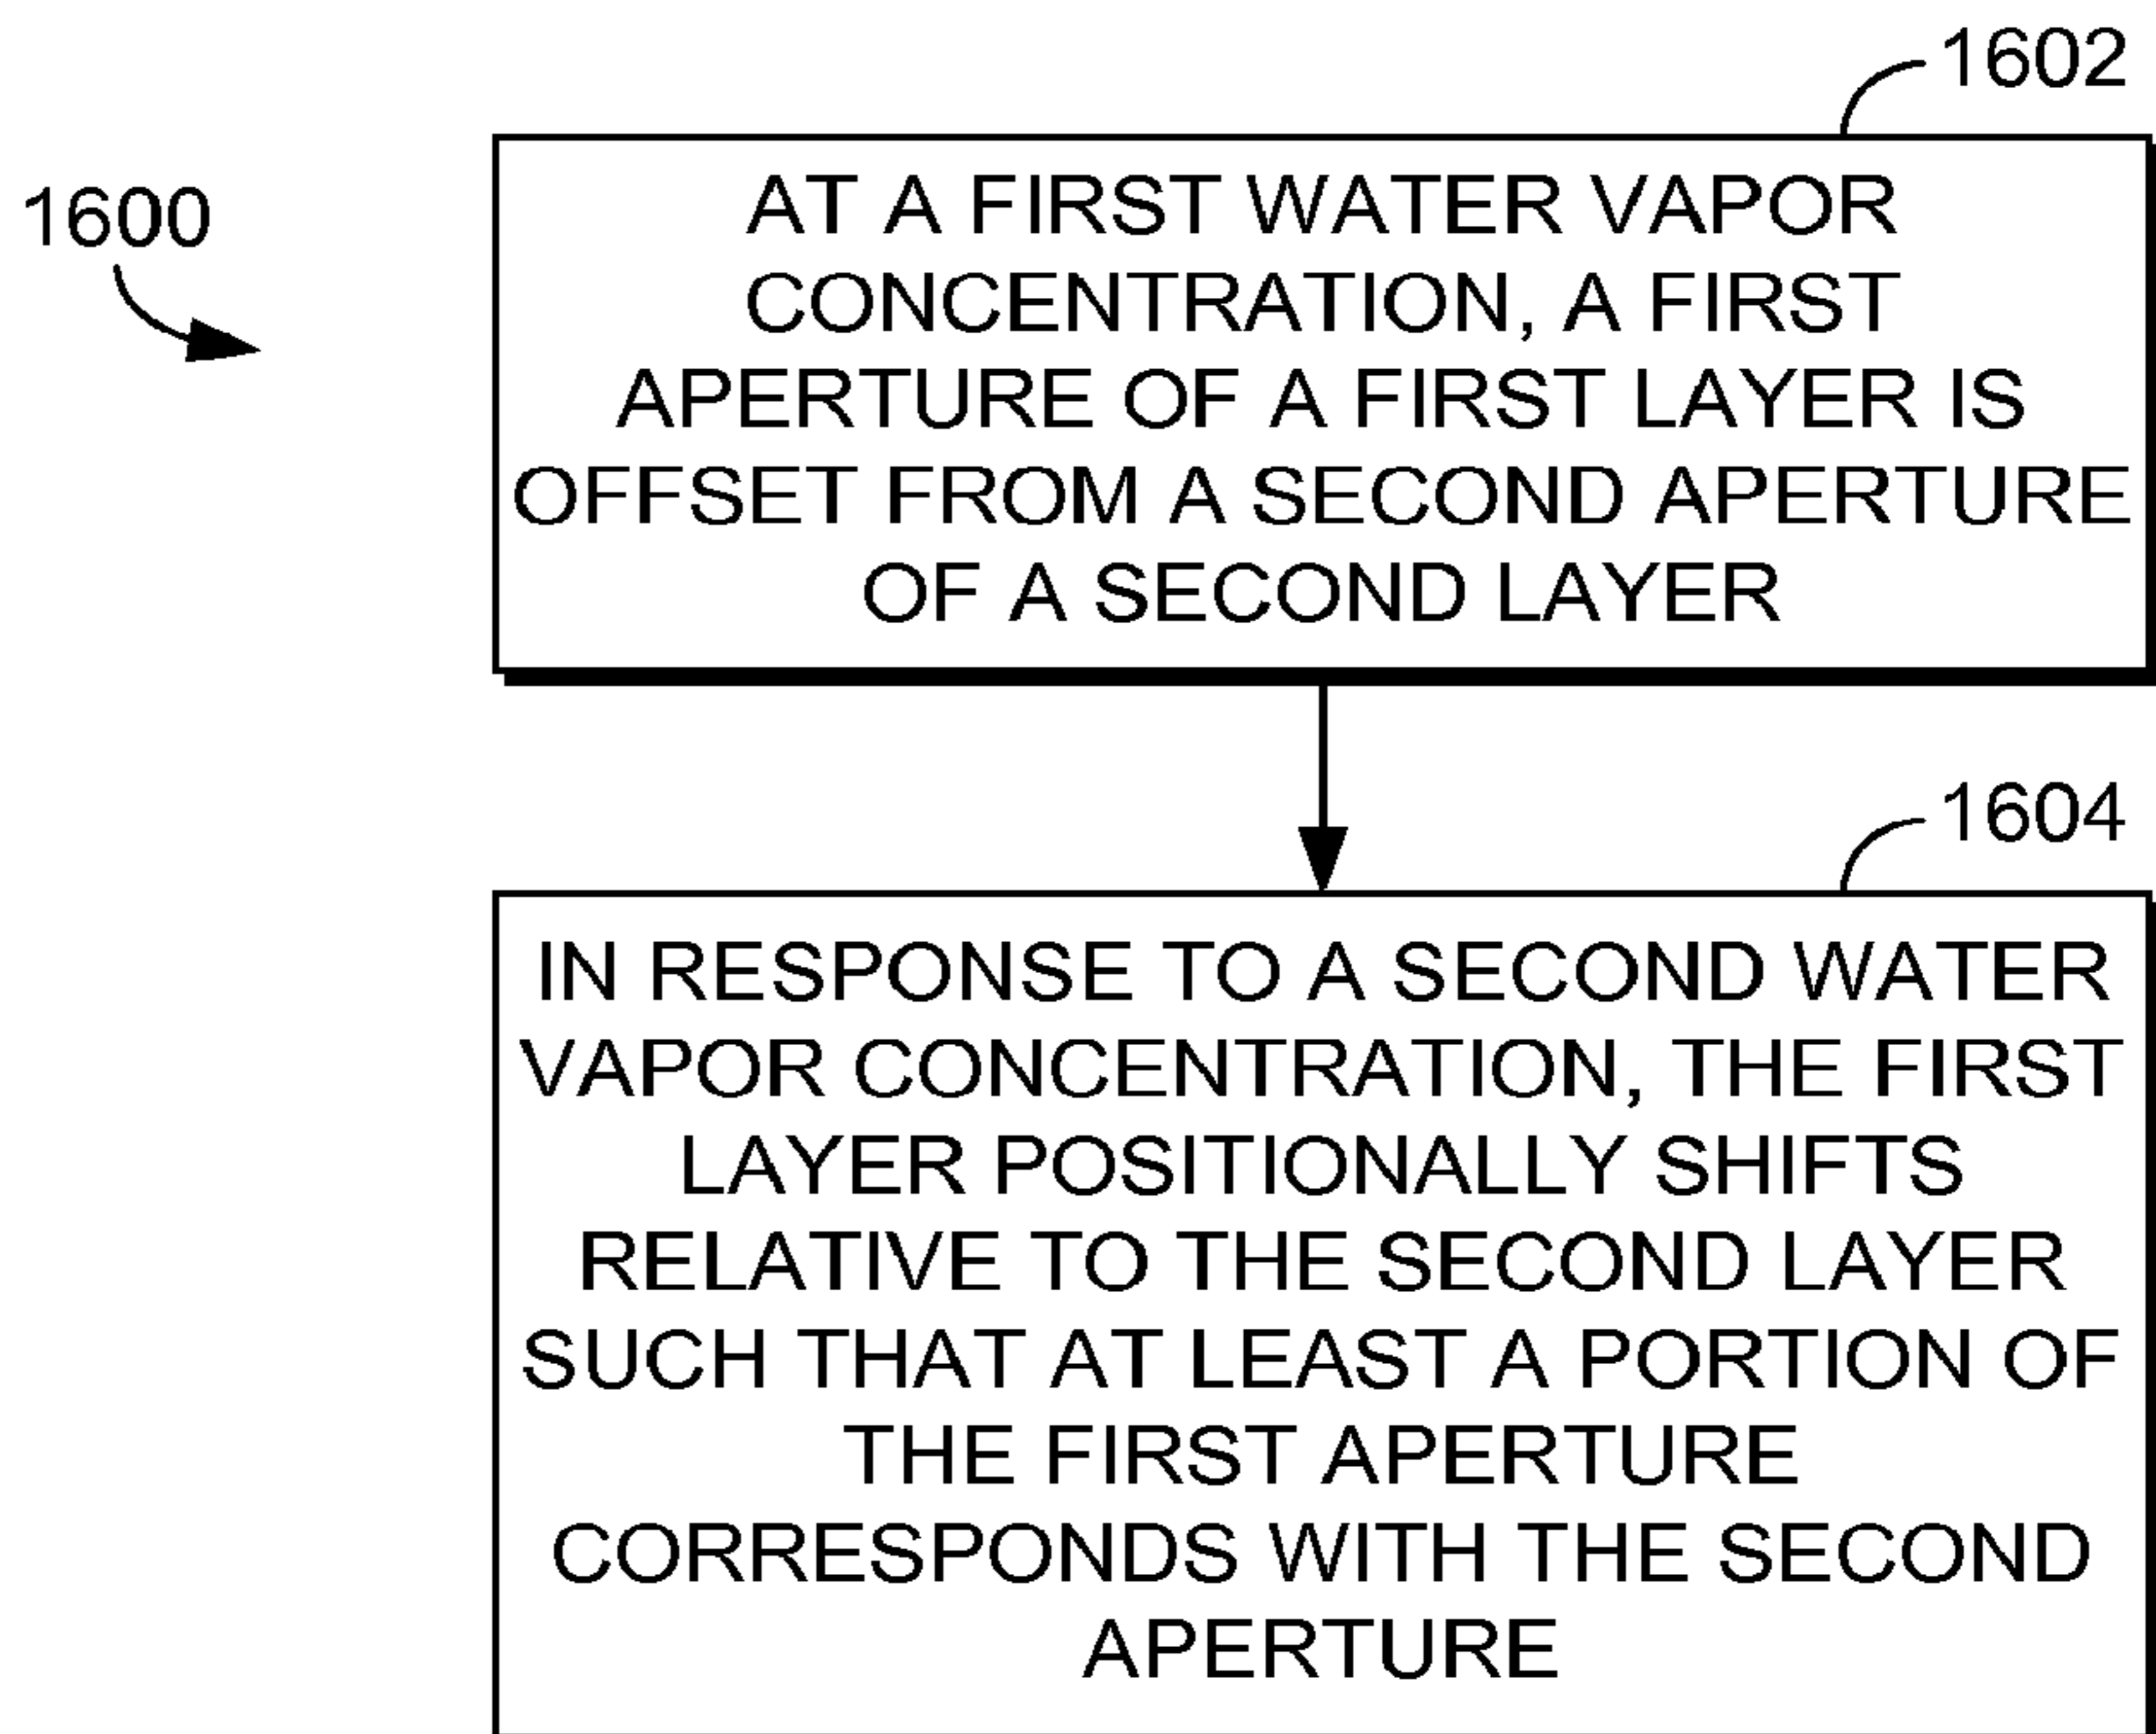 1600
1602
AT A FIRST WATER VAPOR
CONCENTRATION, A FIRST
APERTURE OF A FIRST LAYER IS
OFFSET FROM A SECOND APERTURE
OF A SECOND LAYER
1604
IN RESPONSE TO A SECOND WATER
VAPOR CONCENTRATION, THE FIRST
LAYER POSITIONALLY SHIFTS
RELATIVE TO THE SECOND LAYER
SUCH THAT AT LEAST A PORTION OF
THE FIRST APERTURE
CORRESPONDS WITH THE SECOND
APERTURE